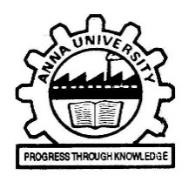 ANNA UNIVERSITY
PROGRESS THROUGH KNOWLEDGE